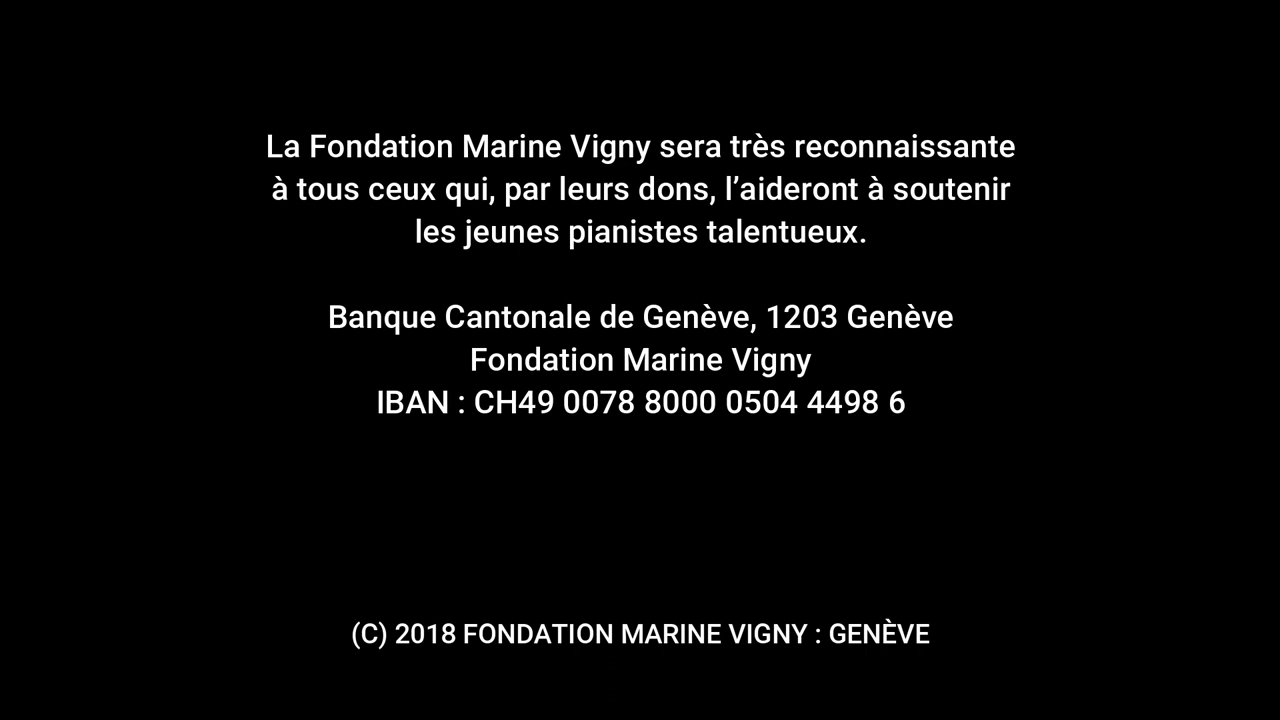 La Fondation Marine Vigny sera très reconnaissante
à tous ceux qui, par leurs dons, l’aideront à soutenir
les jeunes pianistes talentueux.
Banque Cantonale de Genève, 1203 Genève
Fondation Marine Vigny
IBAN : CH49 0078 8000 0504 4498 6
(C) 2018 FONDATION MARINE VIGNY : GENÈVE